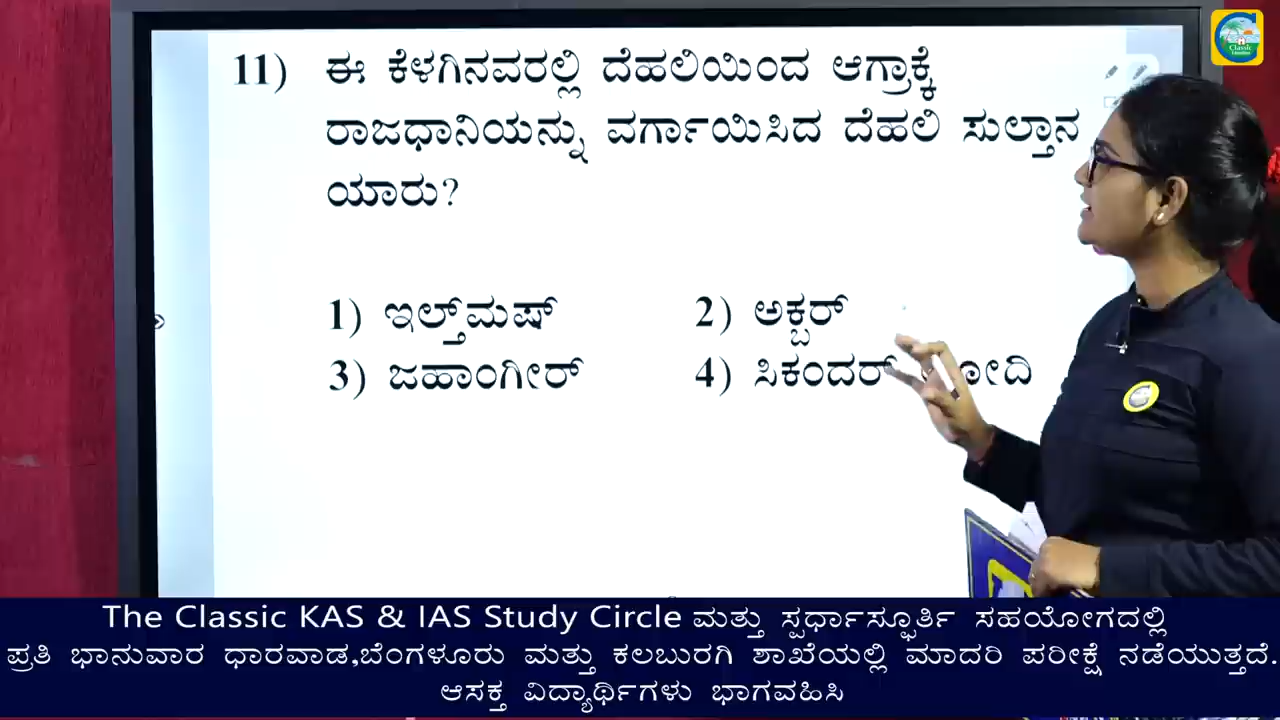 11) ಈ ಕೆಳಗಿನವರಲ್ಲಿ ದೆಹಲಿಯಿಂದ ಆಗ್ರಾಕ್ಕೆ
ರಾಜಧಾನಿಯನ್ನು ವರ್ಗಾಯಿಸಿದ ದೆಹಲಿ ಸುಲ್ತಾನ
ಯಾರು?
1) ಇಲ್ತ್‌ಮಷ್ 2) ಅಕ್ಬರ್
3) ಜಹಾಂಗೀರ್ 4) ಸಿಕಂದರ್
The Classic KAS & IAS Study Circle ಮತ್ತು ಸ್ಪರ್ಧಾಸ್ಫೂರ್ತಿ ಸಹಯೋಗದಲ್ಲಿ
ಪ್ರತಿ ಭಾನುವಾರ ಧಾರವಾಡ,ಬೆಂಗಳೂರು ಮತ್ತು ಕಲಬುರಗಿ ಶಾಖೆಯಲ್ಲಿ ಮಾದರಿ ಪರೀಕ್ಷೆ ನಡೆಯುತ್ತದೆ.
ಆಸಕ್ತ ವಿದ್ಯಾರ್ಥಿಗಳು ಭಾಗವಹಿಸಿ
Classic